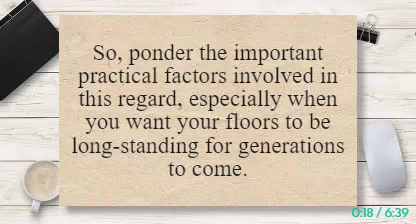 So, ponder the important
practical factors involved in
this regard, especially when
you want your floors to be
long-standing for generations
to come.
0:18 / 6:39